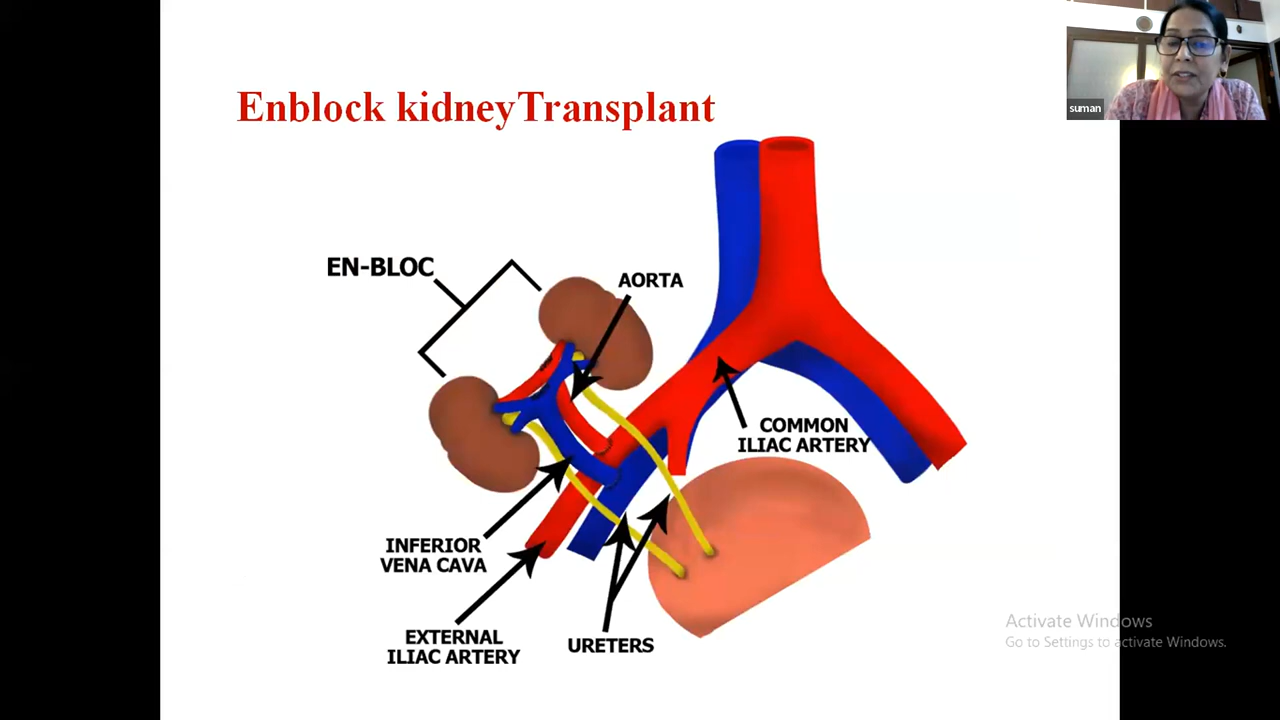 suman
Enblock kidneyTransplant
EN-BLOC
AORTA
COMMON
ILIAC ARTERY
INFERIOR
VENA CAVA
EXTERNAL
ILIAC ARTERY
URETERS
Activate Windows
Go to Settings to activate Windows.